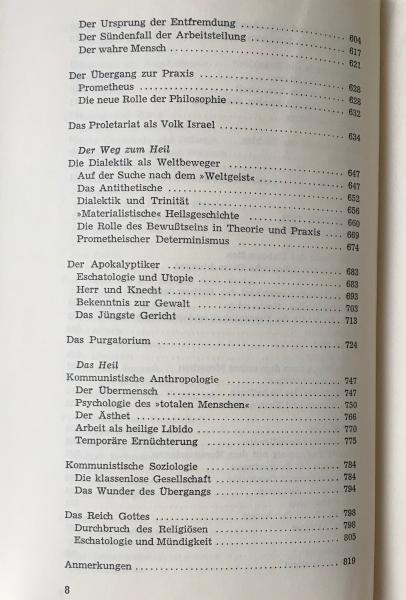 Der Ursprung der Entfremdung ........ 604
Der Sündenfall der Arbeitsteilung ........ 617
Der wahre Mensch ........ 621
Der Übergang zur Praxis ........ 628
Prometheus ........ 628
Die neue Rolle der Philosophie ........ 632
Das Proletariat als Volk Israel ........ 634
Der Weg zum Heil
Die Dialektik als Weltbeweger ........ 647
Auf der Suche nach dem »Weltgeist« ........ 647
Das Antithetische ........ 652
Dialektik und Trinität ........ 656
»Materialistische« Heilsgeschichte ........ 660
Die Rolle des Bewußtseins in Theorie und Praxis ........ 669
Prometheischer Determinismus ........ 674
Der Apokalyptiker ........ 683
Eschatologie und Utopie ........ 683
Herr und Knecht ........ 693
Bekenntnis zur Gewalt ........ 703
Das Jüngste Gericht ........ 713
Das Purgatorium ........ 724
Das Heil
Kommunistische Anthropologie ........ 747
Der Übermensch ........ 747
Psychologie des »totalen Menschen« ........ 750
Der Ästhet ........ 766
Arbeit als heilige Libido ........ 770
Temporäre Ernüchterung ........ 775
Kommunistische Soziologie ........ 784
Die klassenlose Gesellschaft ........ 784
Das Wunder des Übergangs ........ 794
Das Reich Gottes ........ 798
Durchbruch des Religiösen ........ 798
Eschatologie und Mündigkeit ........ 805
Anmerkungen ........ 819
8